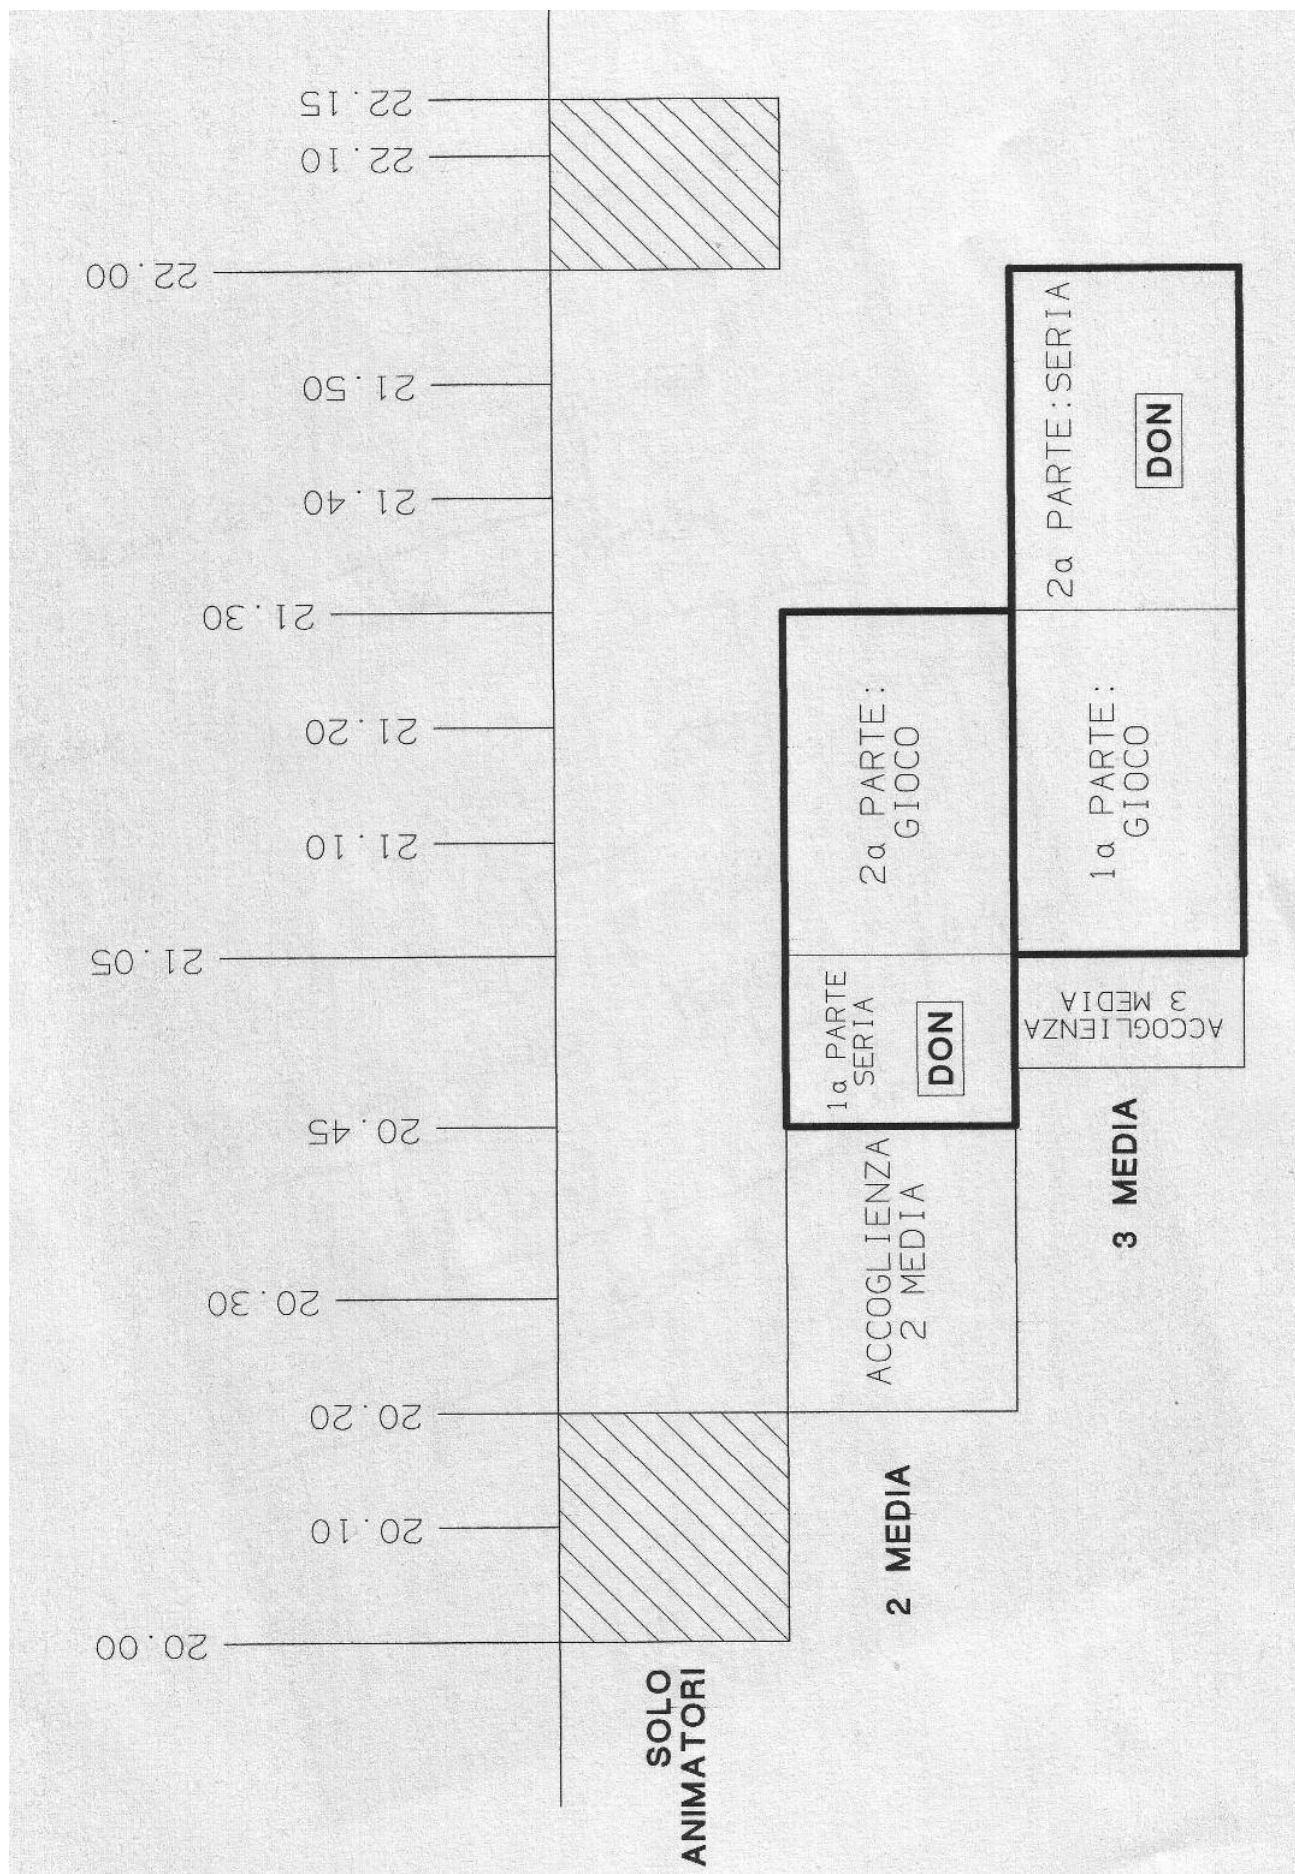 20.00
20.10
20.20
20.30
20.45
21.05
21.10
21.20
21.30
21.40
21.50
22.00
22.10
22.15
SOLO
ANIMATORI
2 MEDIA
ACCOGLIENZA
2 MEDIA
1a PARTE
SERIA
DON
2a PARTE:
GIOCO
3 MEDIA
ACCOGLIENZA
3 MEDIA
1a PARTE:
GIOCO
2a PARTE:SERIA
DON